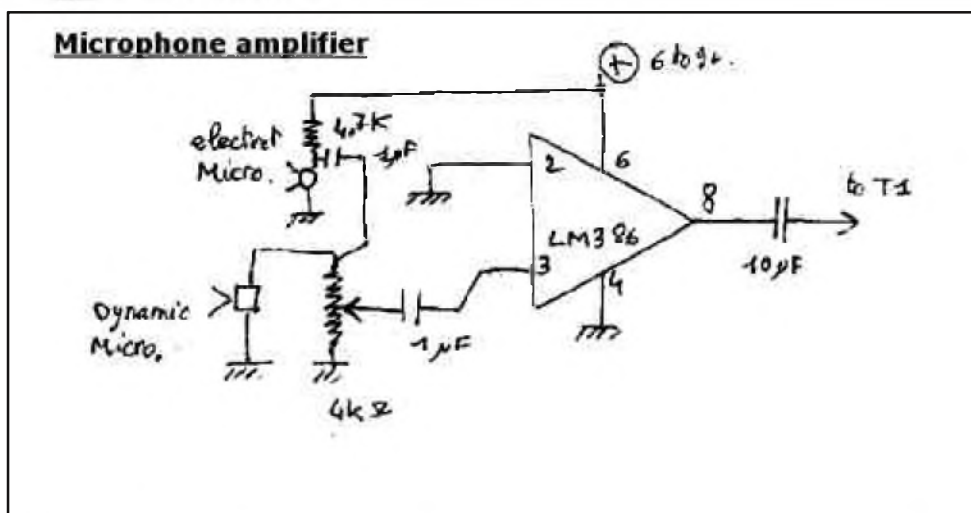 Microphone amplifier
+
6 to 9v.
4,7K
electret
Micro.
1µF
2
6
8
to T1
LM386
3
4
10µF
1µF
Dynamic
Micro.